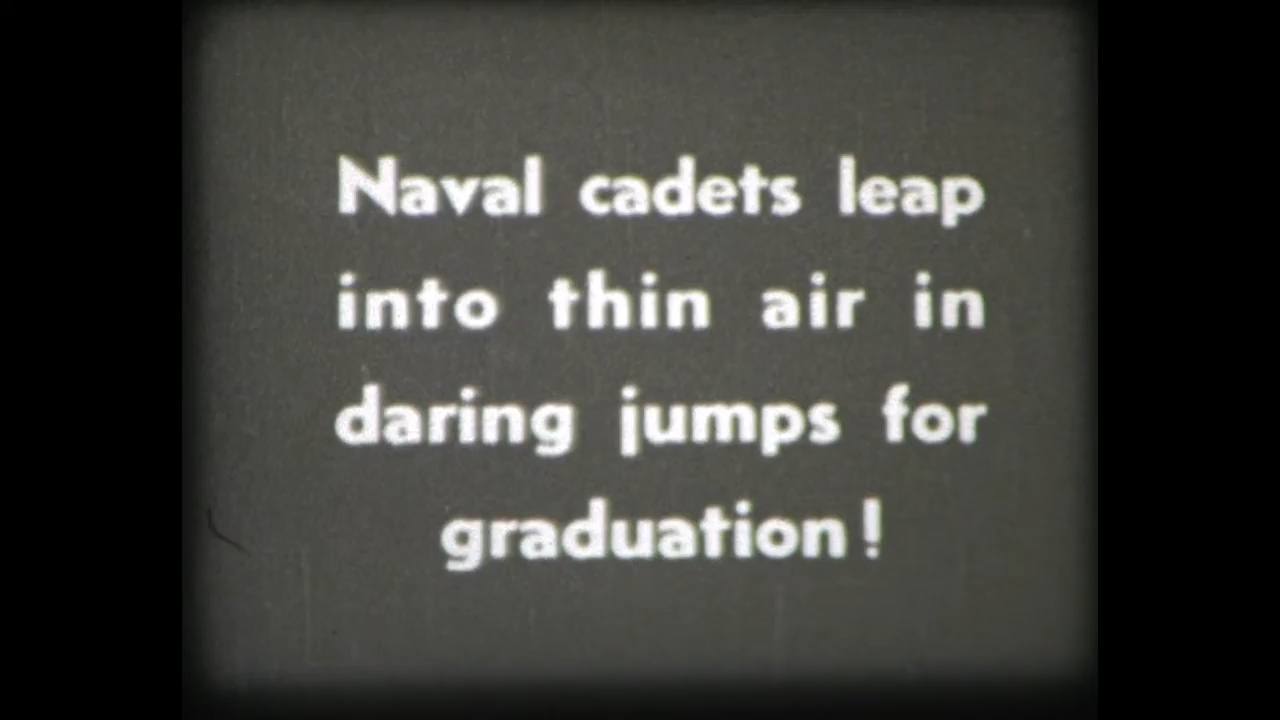 Naval cadets leap
into thin air in
daring jumps for
graduation!